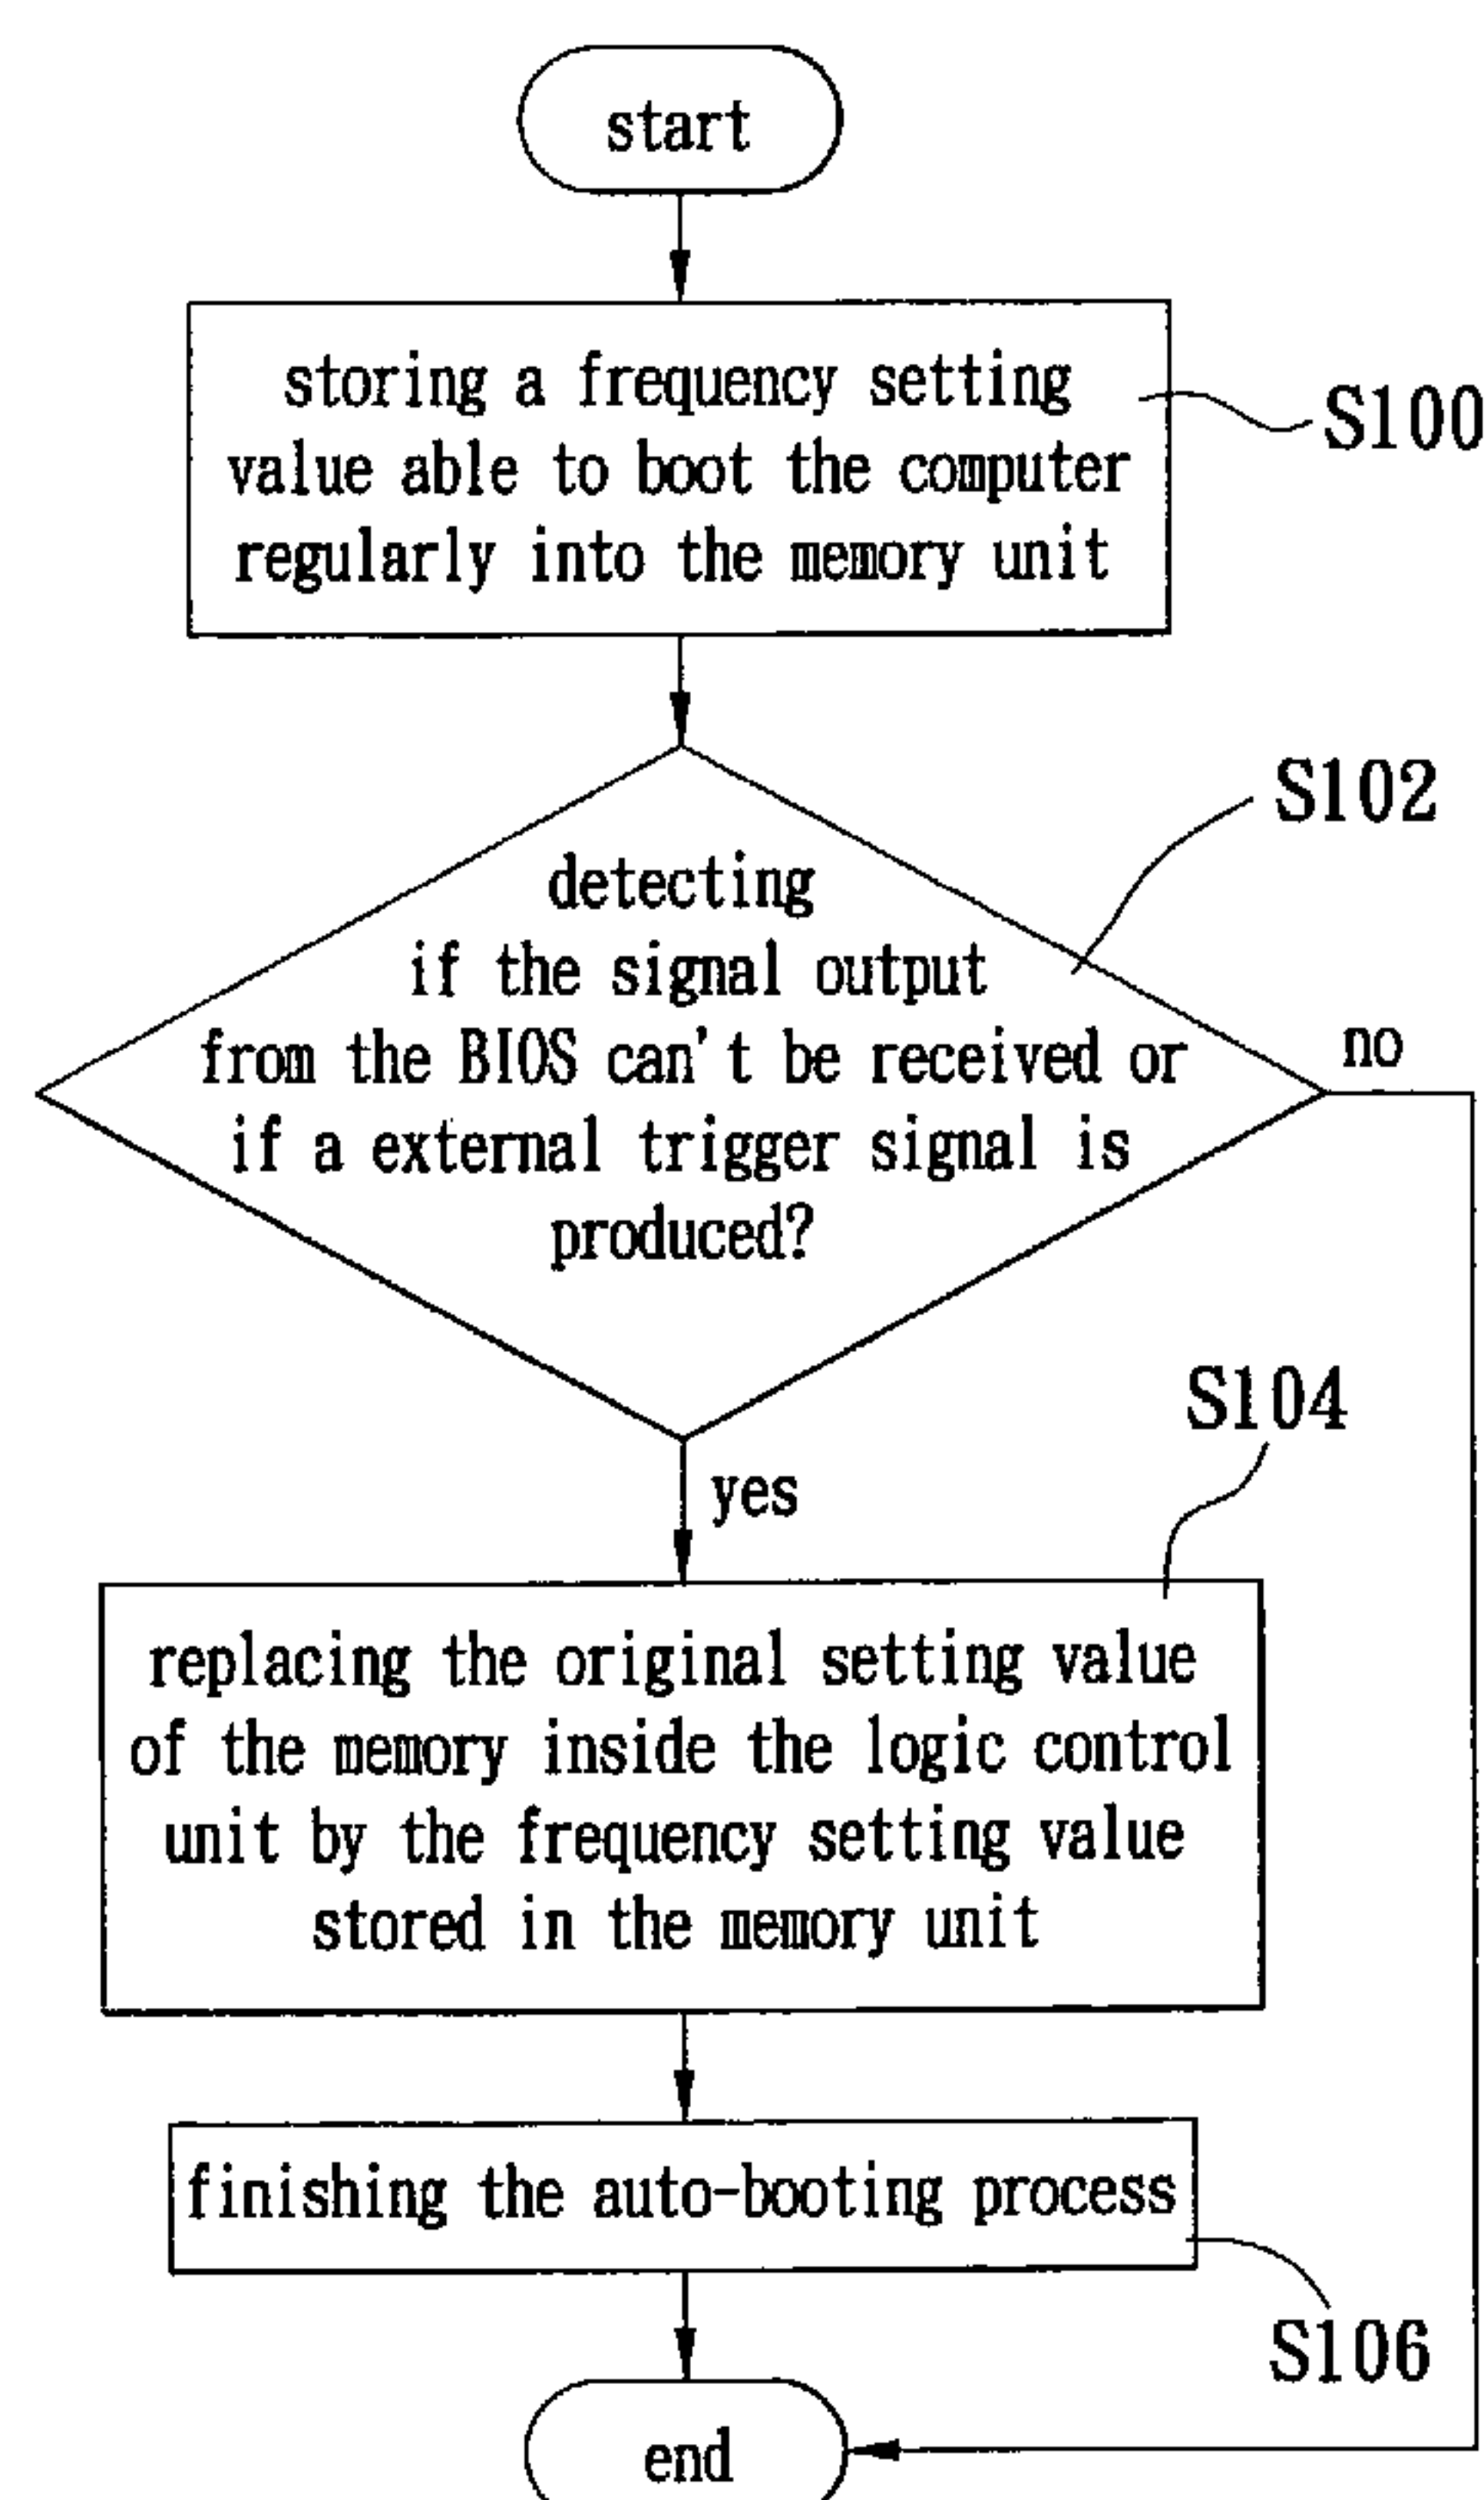 start
storing a frequency setting
value able to boot the computer
regularly into the memory unit
S100
S102
detecting
if the signal output
from the BIOS can't be received or
if a external trigger signal is
produced?
no
yes
S104
replacing the original setting value
of the memory inside the logic control
unit by the frequency setting value
stored in the memory unit
finishing the auto-booting process
S106
end